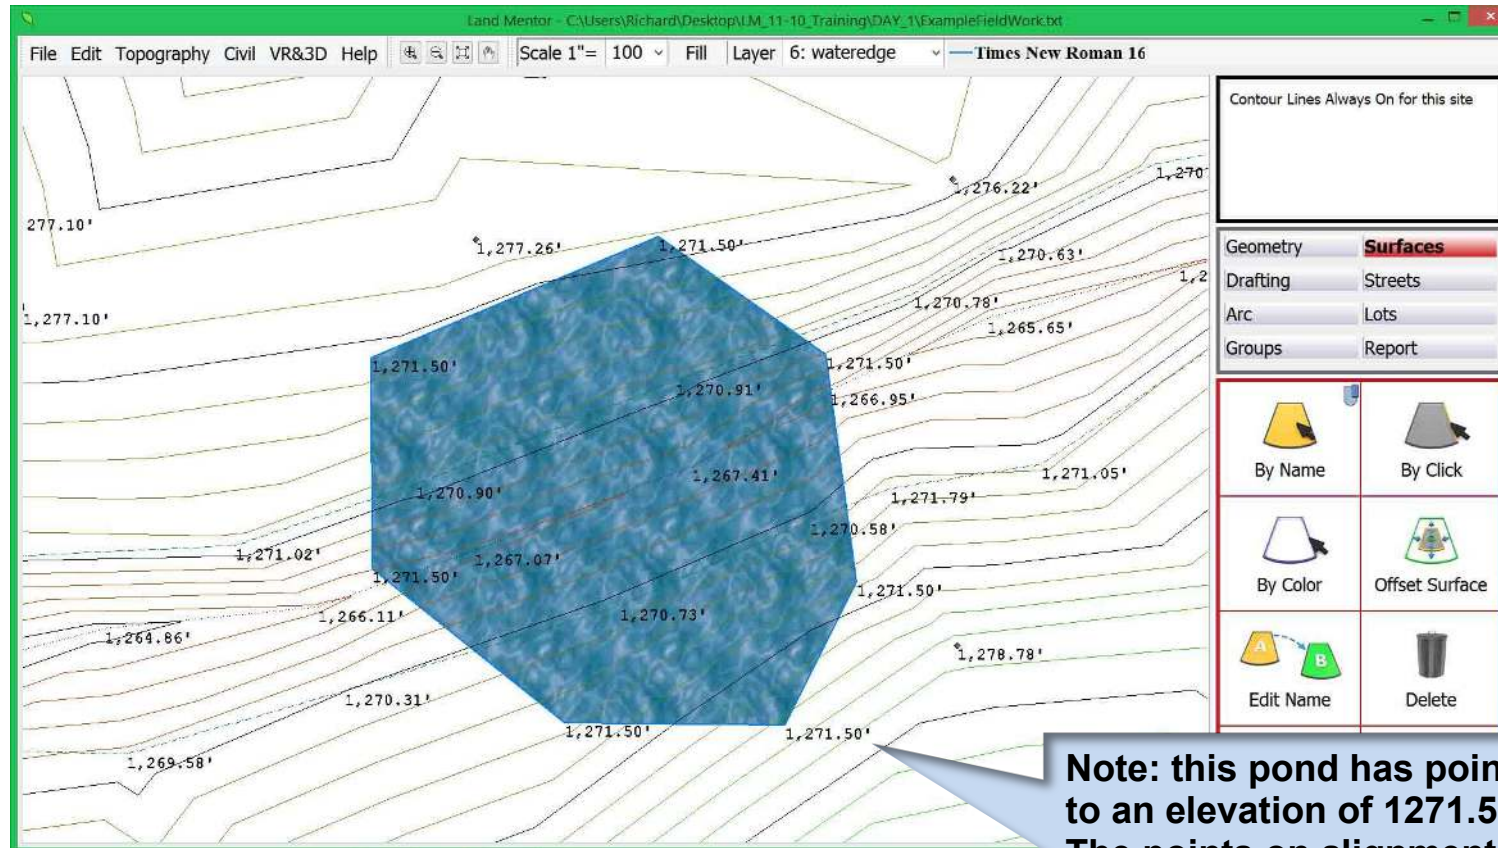 Land Mentor - C:\Users\Richard\Desktop\LM_11-10_Training\DAY_1\ExampleFieldWork.txt
File Edit Topography Civil VR&3D Help Scale 1"= 100 Fill Layer 6: wateredge Times New Roman 16
Contour Lines Always On for this site
Geometry Surfaces
Drafting Streets
Arc Lots
Groups Report
By Name By Click
By Color Offset Surface
Edit Name Delete
1,276.22'
1,270
277.10'
1,277.26'
1,271.50'
1,270.63'
1,2
1,270.78'
1,277.10'
1,265.65'
1,271.50'
1,271.50'
1,270.91'
1,266.95'
1,267.41'
1,271.05'
1,270.90'
1,271.79'
1,270.58'
1,271.02'
1,267.07'
1,271.50'
1,271.50'
1,266.11'
1,270.73'
1,264.86'
1,278.78'
1,270.31'
1,271.50'
1,271.50'
1,269.58'
Note: this pond has poin
to an elevation of 1271.5